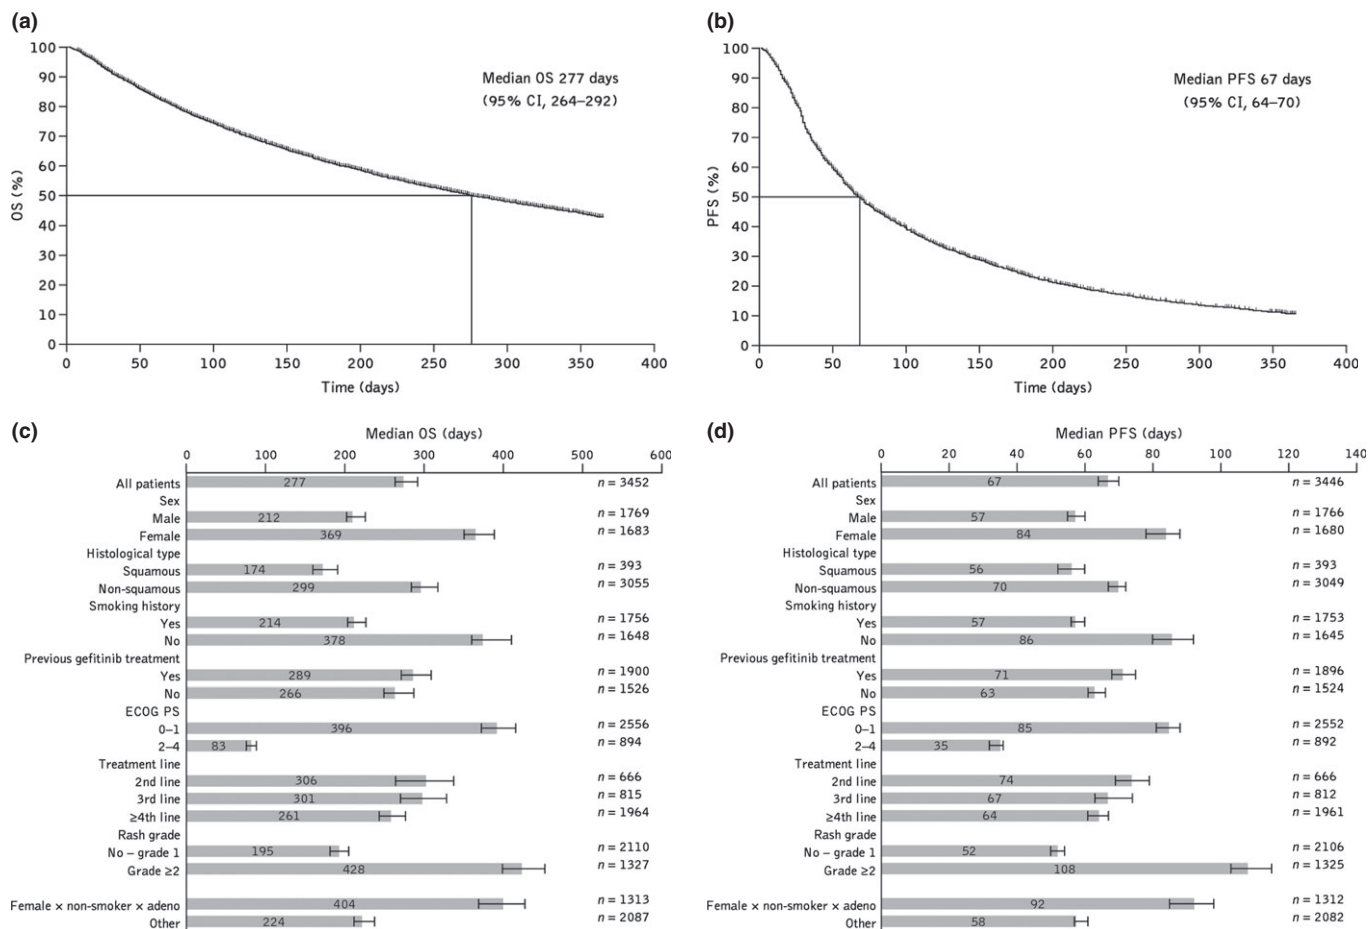 (a)
Median OS 277 days
(95% CI, 264–292)
OS (%)
100
90
80
70
60
50
40
30
20
10
0
0 50 100 150 200 250 300 350 400
Time (days)
(b)
Median PFS 67 days
(95% CI, 64–70)
PFS (%)
100
90
80
70
60
50
40
30
20
10
0
0 50 100 150 200 250 300 350 400
Time (days)
(c)
Median OS (days)
0 100 200 300 400 500 600
All patients 277 n = 3452
Sex
Male 212 n = 1769
Female 369 n = 1683
Histological type
Squamous 174 n = 393
Non-squamous 299 n = 3055
Smoking history
Yes 214 n = 1756
No 378 n = 1648
Previous gefitinib treatment
Yes 289 n = 1900
No 266 n = 1526
ECOG PS
0–1 396 n = 2556
2–4 83 n = 894
Treatment line
2nd line 306 n = 666
3rd line 301 n = 815
≥4th line 261 n = 1964
Rash grade
No – grade 1 195 n = 2110
Grade ≥2 428 n = 1327
Female × non-smoker × adeno 404 n = 1313
Other 224 n = 2087
(d)
Median PFS (days)
0 20 40 60 80 100 120 140
All patients 67 n = 3446
Sex
Male 57 n = 1766
Female 84 n = 1680
Histological type
Squamous 56 n = 393
Non-squamous 70 n = 3049
Smoking history
Yes 57 n = 1753
No 86 n = 1645
Previous gefitinib treatment
Yes 71 n = 1896
No 63 n = 1524
ECOG PS
0–1 85 n = 2552
2–4 35 n = 892
Treatment line
2nd line 74 n = 666
3rd line 67 n = 812
≥4th line 64 n = 1961
Rash grade
No – grade 1 52 n = 2106
Grade ≥2 108 n = 1325
Female × non-smoker × adeno 92 n = 1312
Other 58 n = 2082